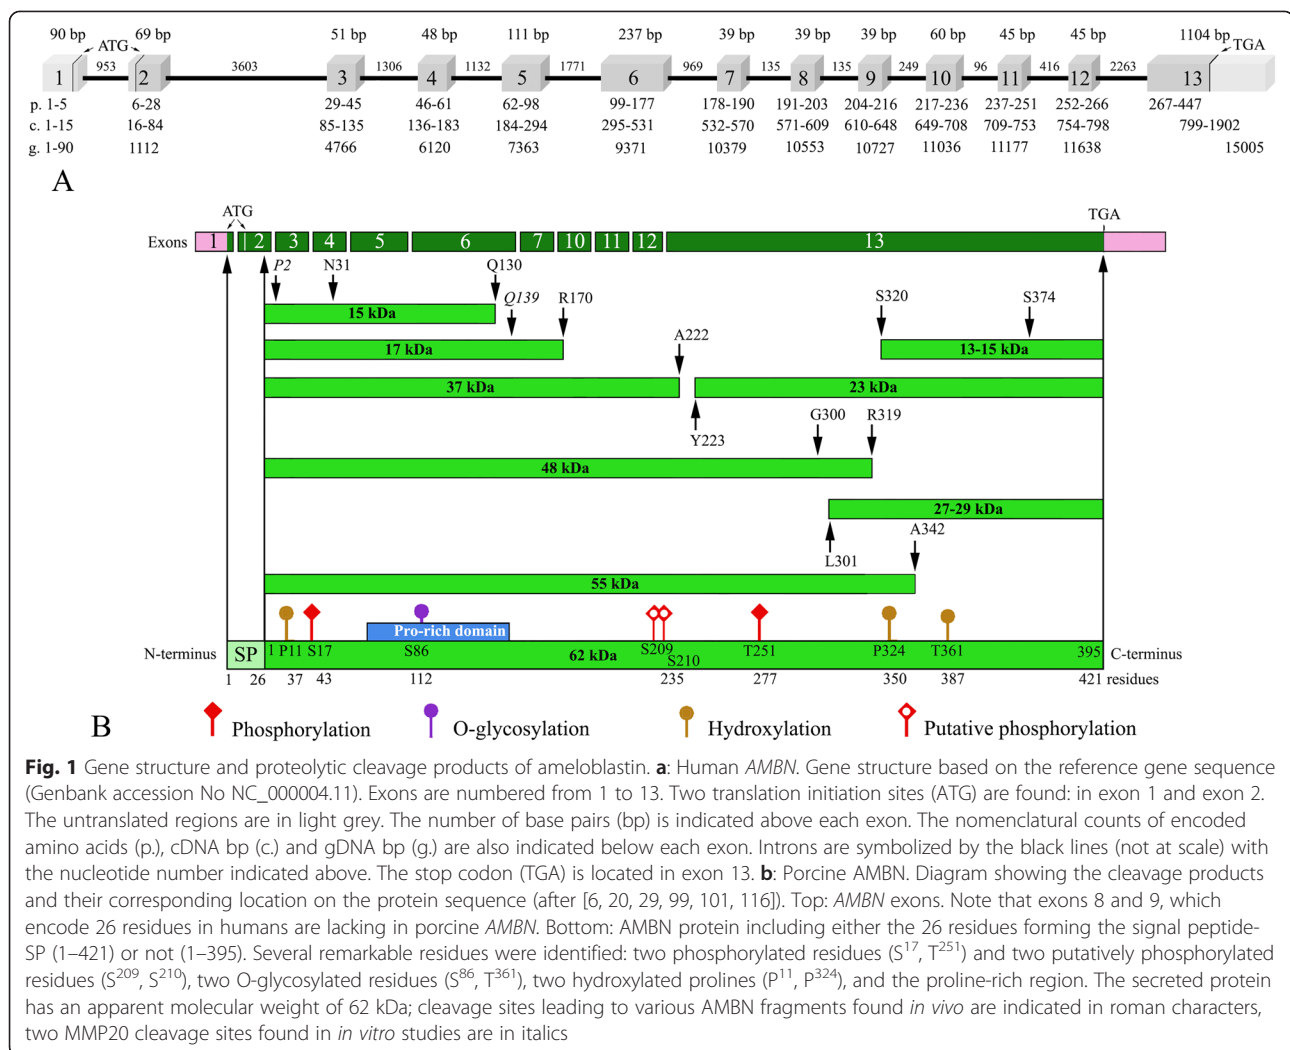 90 bp ATG 69 bp 51 bp 48 bp 111 bp 237 bp 39 bp 39 bp 39 bp 60 bp 45 bp 45 bp 1104 bp TGA
1 953 2 3603 3 1306 4 1132 5 1771 6 969 7 135 8 135 9 249 10 96 11 416 12 2263 13
p. 1-5 6-28 29-45 46-61 62-98 99-177 178-190 191-203 204-216 217-236 237-251 252-266 267-447
c. 1-15 16-84 85-135 136-183 184-294 295-531 532-570 571-609 610-648 649-708 709-753 754-798 799-1902
g. 1-90 1112 4766 6120 7363 9371 10379 10553 10727 11036 11177 11638 15005
A
ATG TGA
Exons 1 2 3 4 5 6 7 10 11 12 13
P2 N31 Q130
Q139 R170 S320 S374
15 kDa
A222
17 kDa 13-15 kDa
37 kDa 23 kDa
Y223 G300 R319
48 kDa
27-29 kDa
L301 A342
55 kDa
Pro-rich domain
N-terminus SP 1 P11 S17 S86 62 kDa S209 S210 T251 P324 T361 395 C-terminus
1 26 37 43 112 235 277 350 387 421 residues
B Phosphorylation O-glycosylation Hydroxylation Putative phosphorylation
Fig. 1 Gene structure and proteolytic cleavage products of ameloblastin. a: Human AMBN. Gene structure based on the reference gene sequence
(Genbank accession No NC_000004.11). Exons are numbered from 1 to 13. Two translation initiation sites (ATG) are found: in exon 1 and exon 2.
The untranslated regions are in light grey. The number of base pairs (bp) is indicated above each exon. The nomenclatural counts of encoded
amino acids (p.), cDNA bp (c.) and gDNA bp (g.) are also indicated below each exon. Introns are symbolized by the black lines (not at scale) with
the nucleotide number indicated above. The stop codon (TGA) is located in exon 13. b: Porcine AMBN. Diagram showing the cleavage products
and their corresponding location on the protein sequence (after [6, 20, 29, 99, 101, 116]). Top: AMBN exons. Note that exons 8 and 9, which
encode 26 residues in humans are lacking in porcine AMBN. Bottom: AMBN protein including either the 26 residues forming the signal peptide-
SP (1–421) or not (1–395). Several remarkable residues were identified: two phosphorylated residues (S17, T251) and two putatively phosphorylated
residues (S209, S210), two O-glycosylated residues (S86, T361), two hydroxylated prolines (P11, P324), and the proline-rich region. The secreted protein
has an apparent molecular weight of 62 kDa; cleavage sites leading to various AMBN fragments found in vivo are indicated in roman characters,
two MMP20 cleavage sites found in in vitro studies are in italics